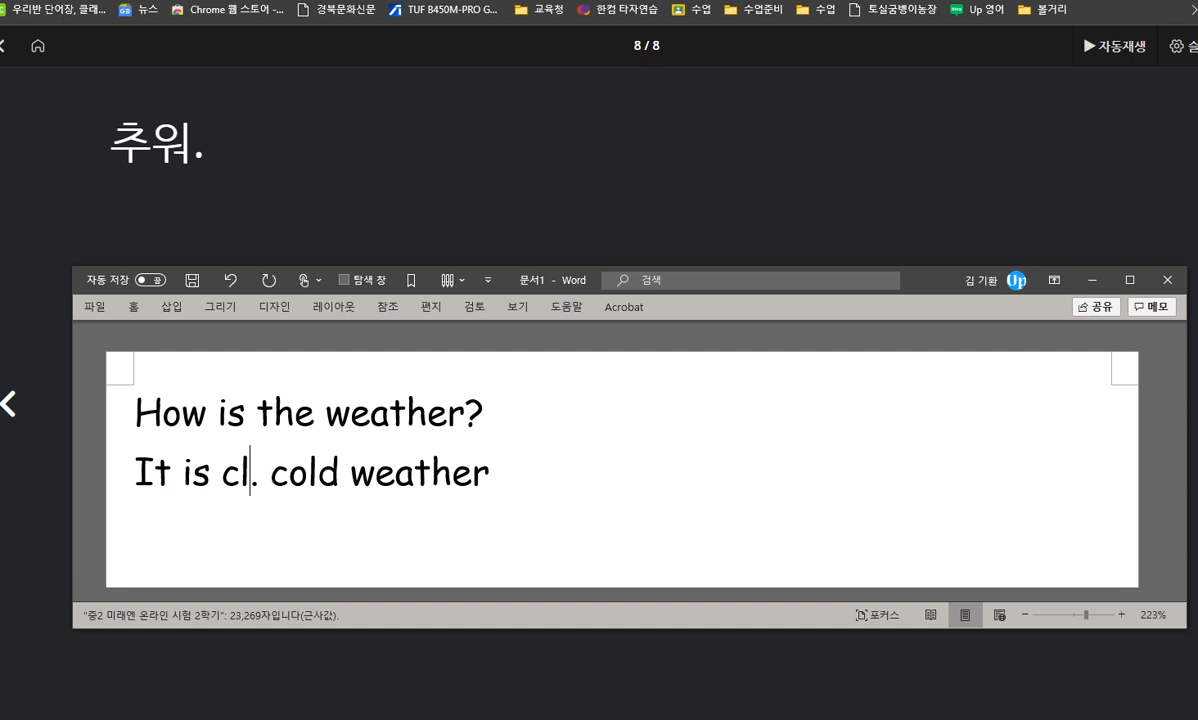 우리반 단어장, 클래... 뉴스 Chrome 웹 스토어 -... 경북문화신문 TUF B450M-PRO G... 교육청 한컴 타자연습 수업 수업준비 수업 토실굼벵이농장 Up 영어 볼거리
8 / 8 자동재생 슬
추워.
자동 저장 끔 탐색 창 문서1 - Word 검색 김 기환 Up
파일 홈 삽입 그리기 디자인 레이아웃 참조 편지 검토 보기 도움말 Acrobat 공유 메모
How is the weather?
It is cl. cold weather
"중2 미래엔 온라인 시험 2학기": 23,269자입니다(근사값). 포커스 223%